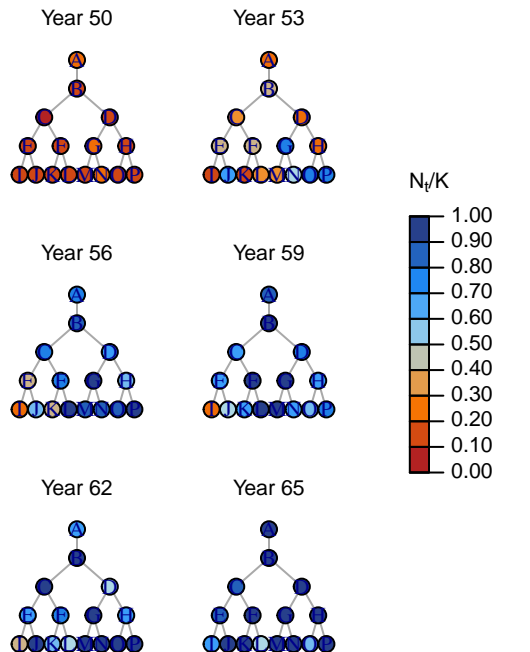 Year 50
A
B
C D
E F G H
I J K L M N O P
Year 53
A
B
C D
E F G H
I J K L M N O P
Year 56
A
B
C D
E F G H
I J K L M N O P
Year 59
A
B
C D
E F G H
I J K L M N O P
Year 62
A
B
C D
E F G H
I J K L M N O P
Year 65
A
B
C D
E F G H
I J K L M N O P
Nt/K
1.00
0.90
0.80
0.70
0.60
0.50
0.40
0.30
0.20
0.10
0.00